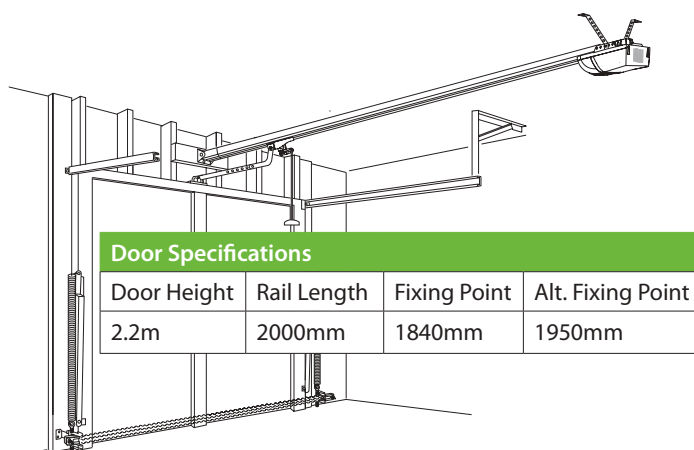 Door Specifications
Door Height Rail Length Fixing Point Alt. Fixing Point
2.2m 2000mm 1840mm 1950mm